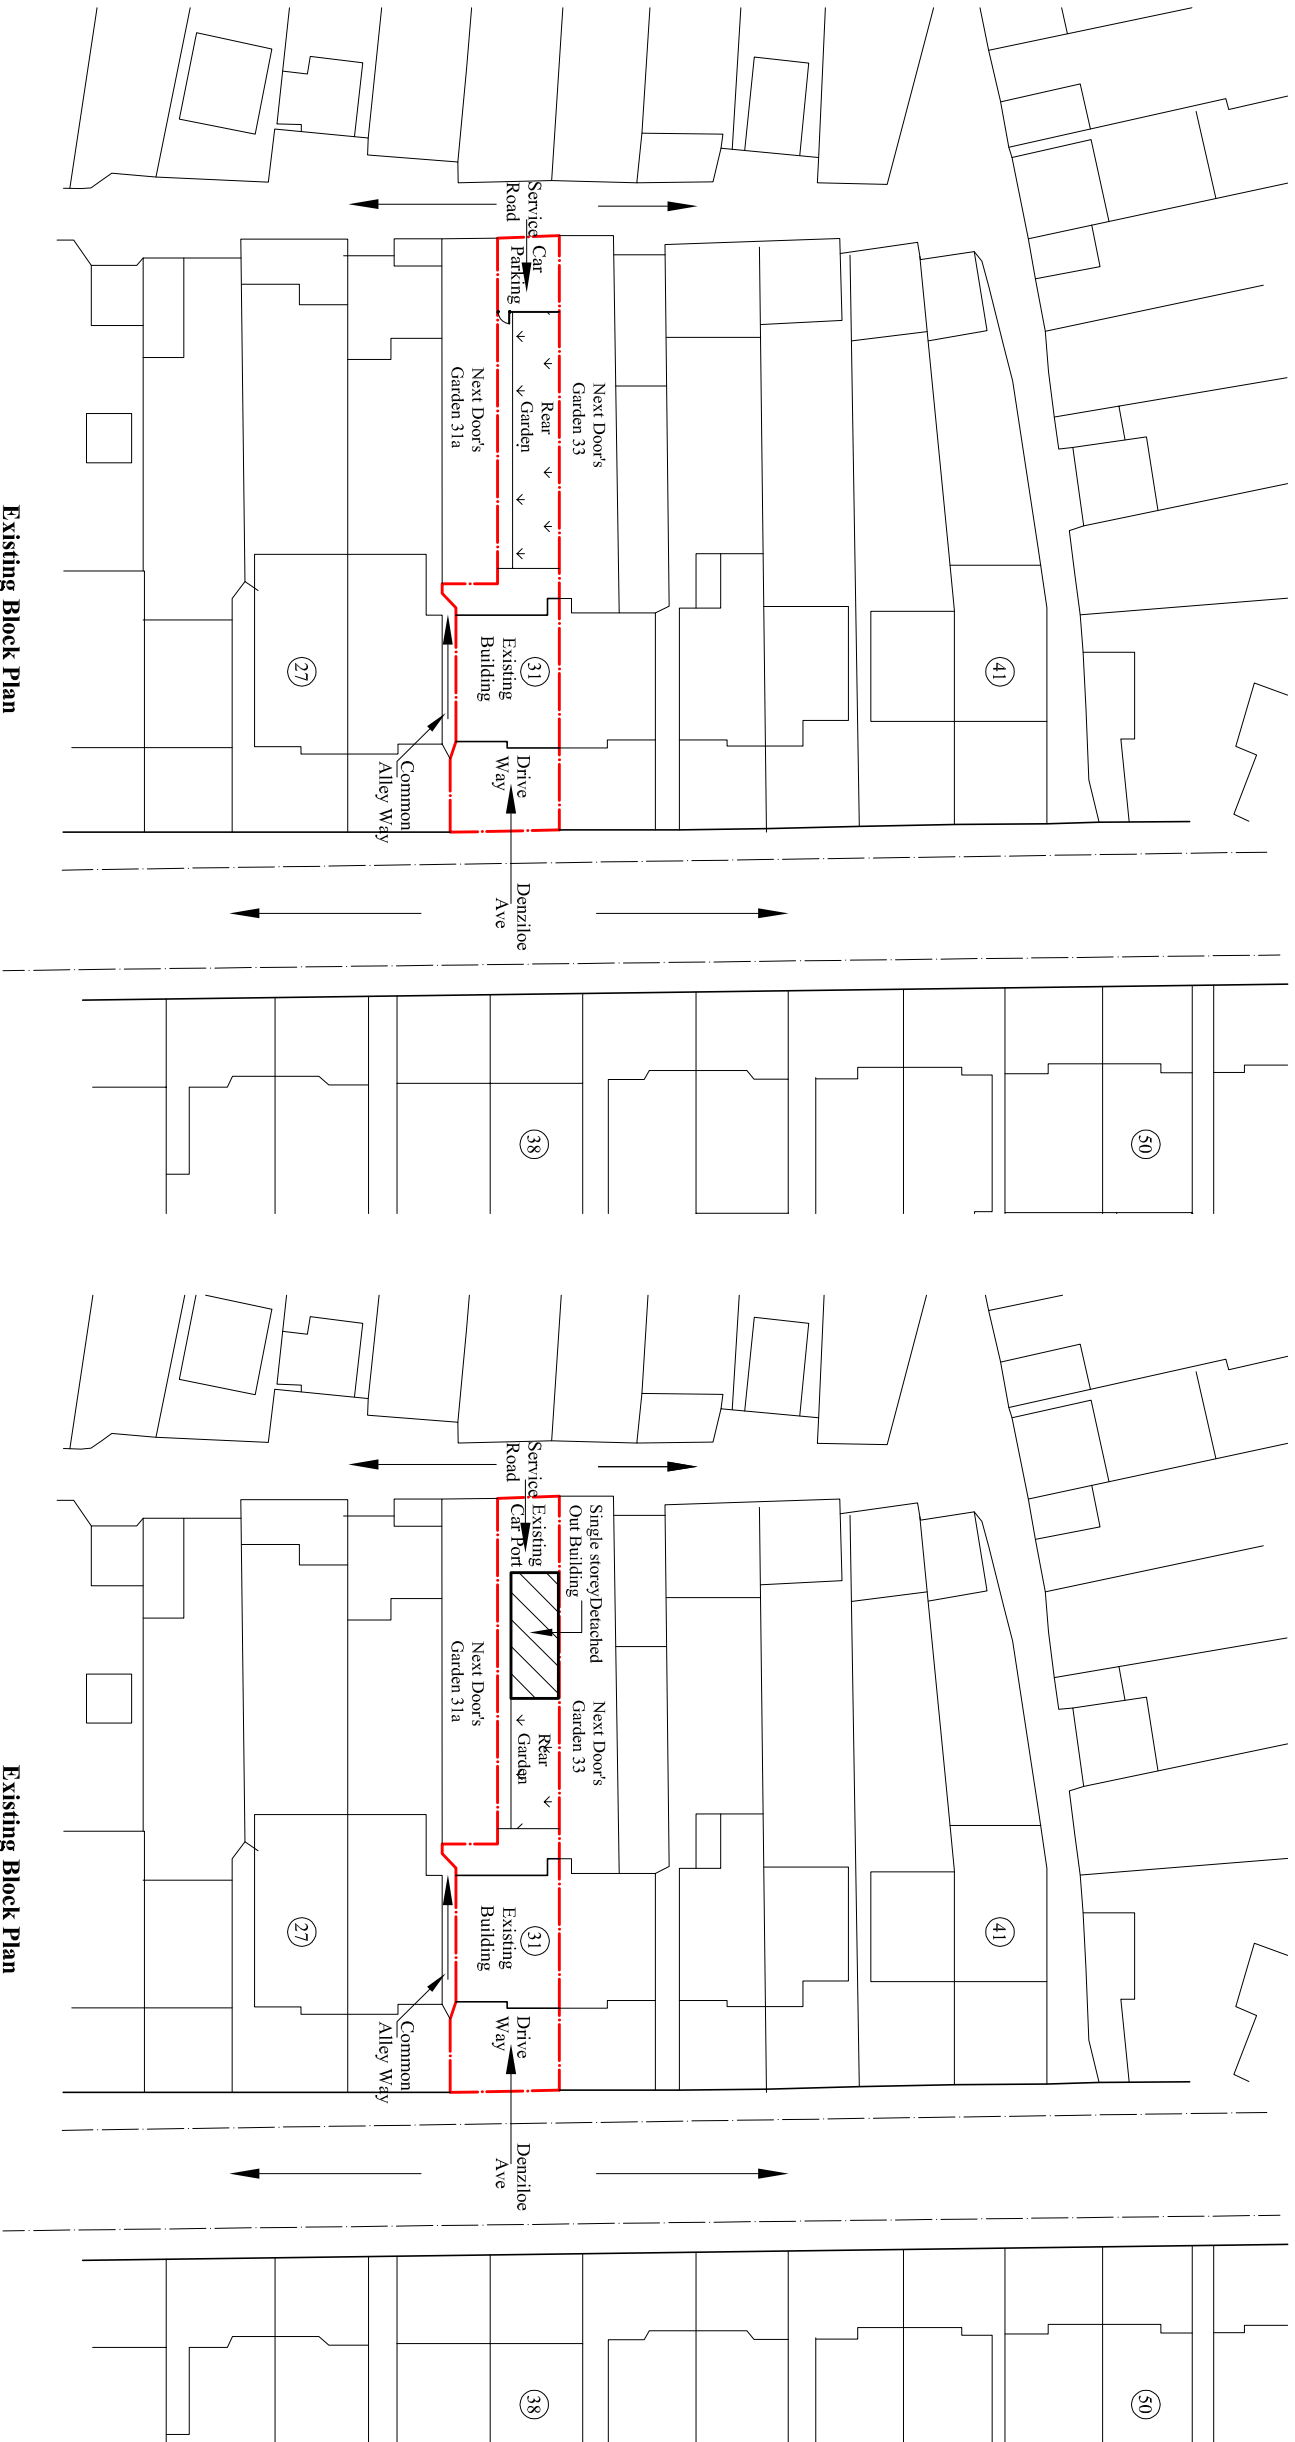 Service
Road
Car
Parking
Next Door's
Garden 33
Rear
Garden
Next Door's
Garden 31a
31
Existing
Building
27
41
Drive
Way
Common
Alley Way
Denziloe
Ave
38
50
Existing Block Plan
Service
Road
Existing
Car Port
Single storeyDetached
Out Building
Next Door's
Garden 33
Rear
Garden
Next Door's
Garden 31a
31
Existing
Building
27
41
Drive
Way
Common
Alley Way
Denziloe
Ave
38
50
Existing Block Plan